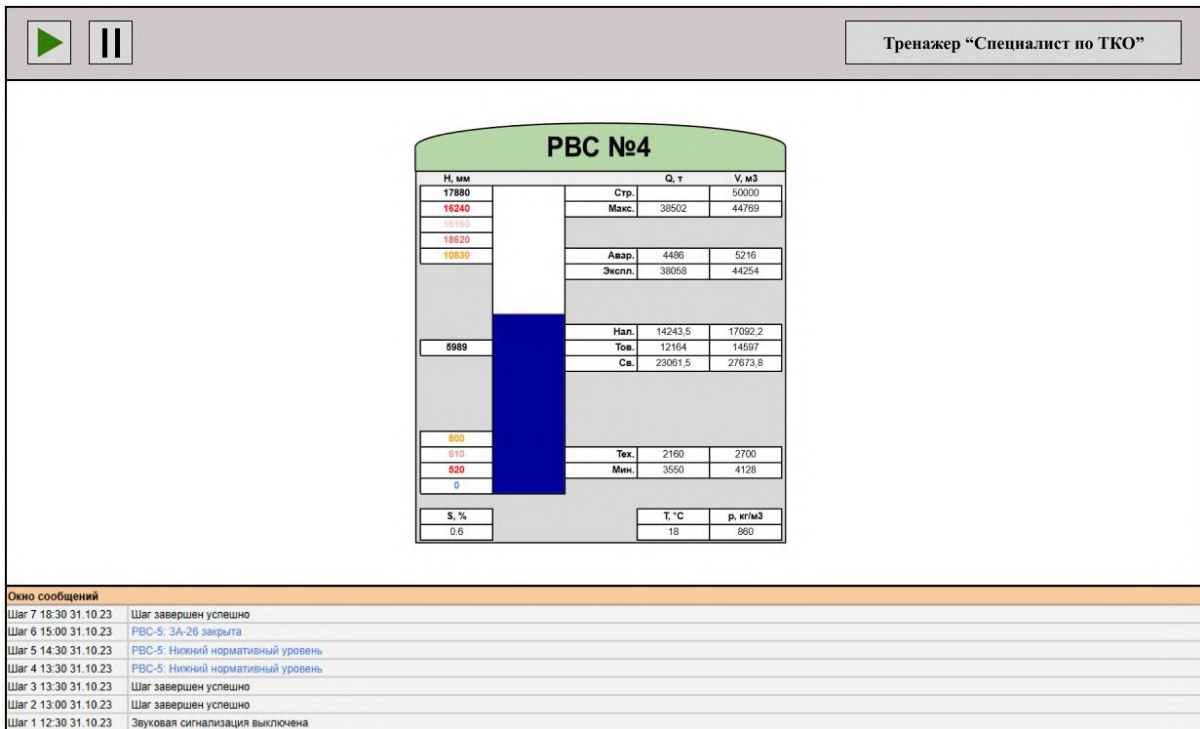 Тренажер “Специалист по ТКО”
РВС №4
H, мм Q, т V, м3
17880 Стр. 50000
16240 Макс. 38502 44769
16160
18620
10830 Авар. 4486 5216
Экспл. 38058 44254
Нал. 14243,5 17092,2
5989 Тов. 12164 14597
Св. 23061,5 27673,8
800
610 Тех. 2160 2700
520 Мин. 3550 4128
0
S, % T, °C p, кг/м3
0.6 18 860
Окно сообщений
Шаг 7 18:30 31.10.23 Шаг завершен успешно
Шаг 6 15:00 31.10.23 РВС-5: ЗА-26 закрыта
Шаг 5 14:30 31.10.23 РВС-5: Нижний нормативный уровень
Шаг 4 13:30 31.10.23 РВС-5: Нижний нормативный уровень
Шаг 3 13:30 31.10.23 Шаг завершен успешно
Шаг 2 13:00 31.10.23 Шаг завершен успешно
Шаг 1 12:30 31.10.23 Звуковая сигнализация выключена